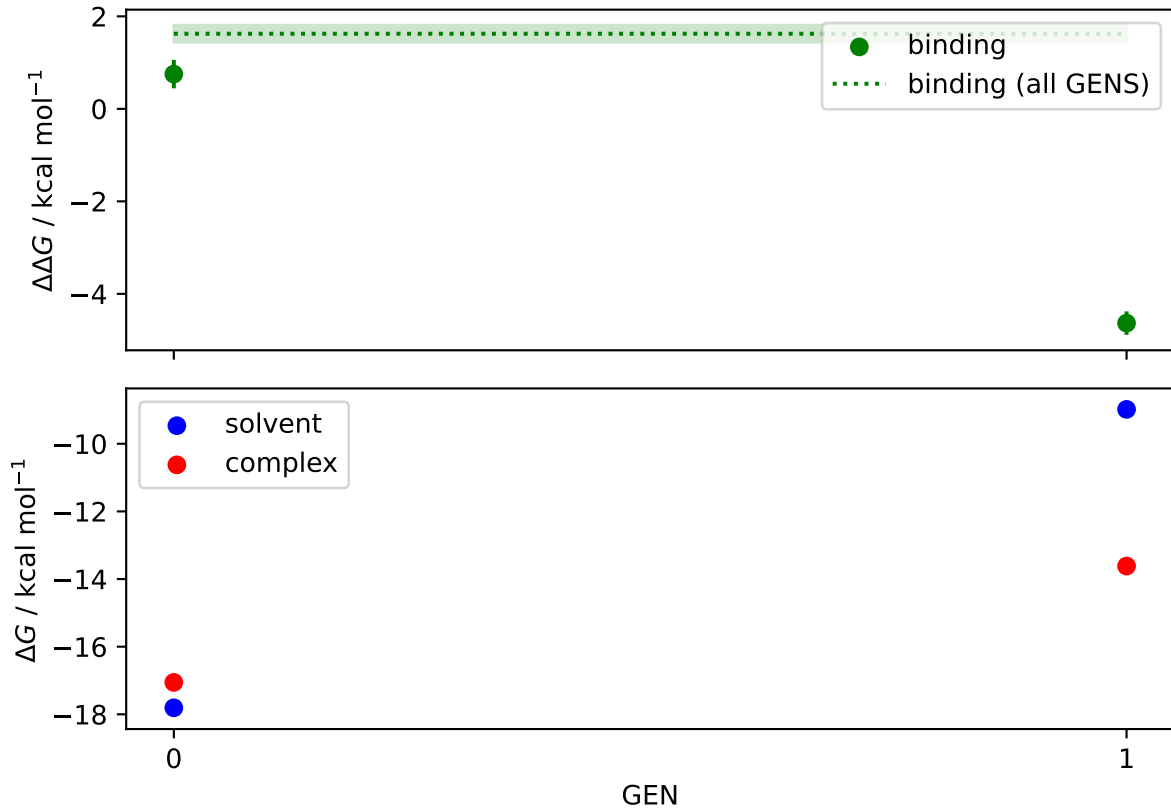 2
0
−2
−4
ΔΔG / kcal mol⁻¹
binding
binding (all GENS)
−10
−12
−14
−16
−18
ΔG / kcal mol⁻¹
solvent
complex
0
1
GEN